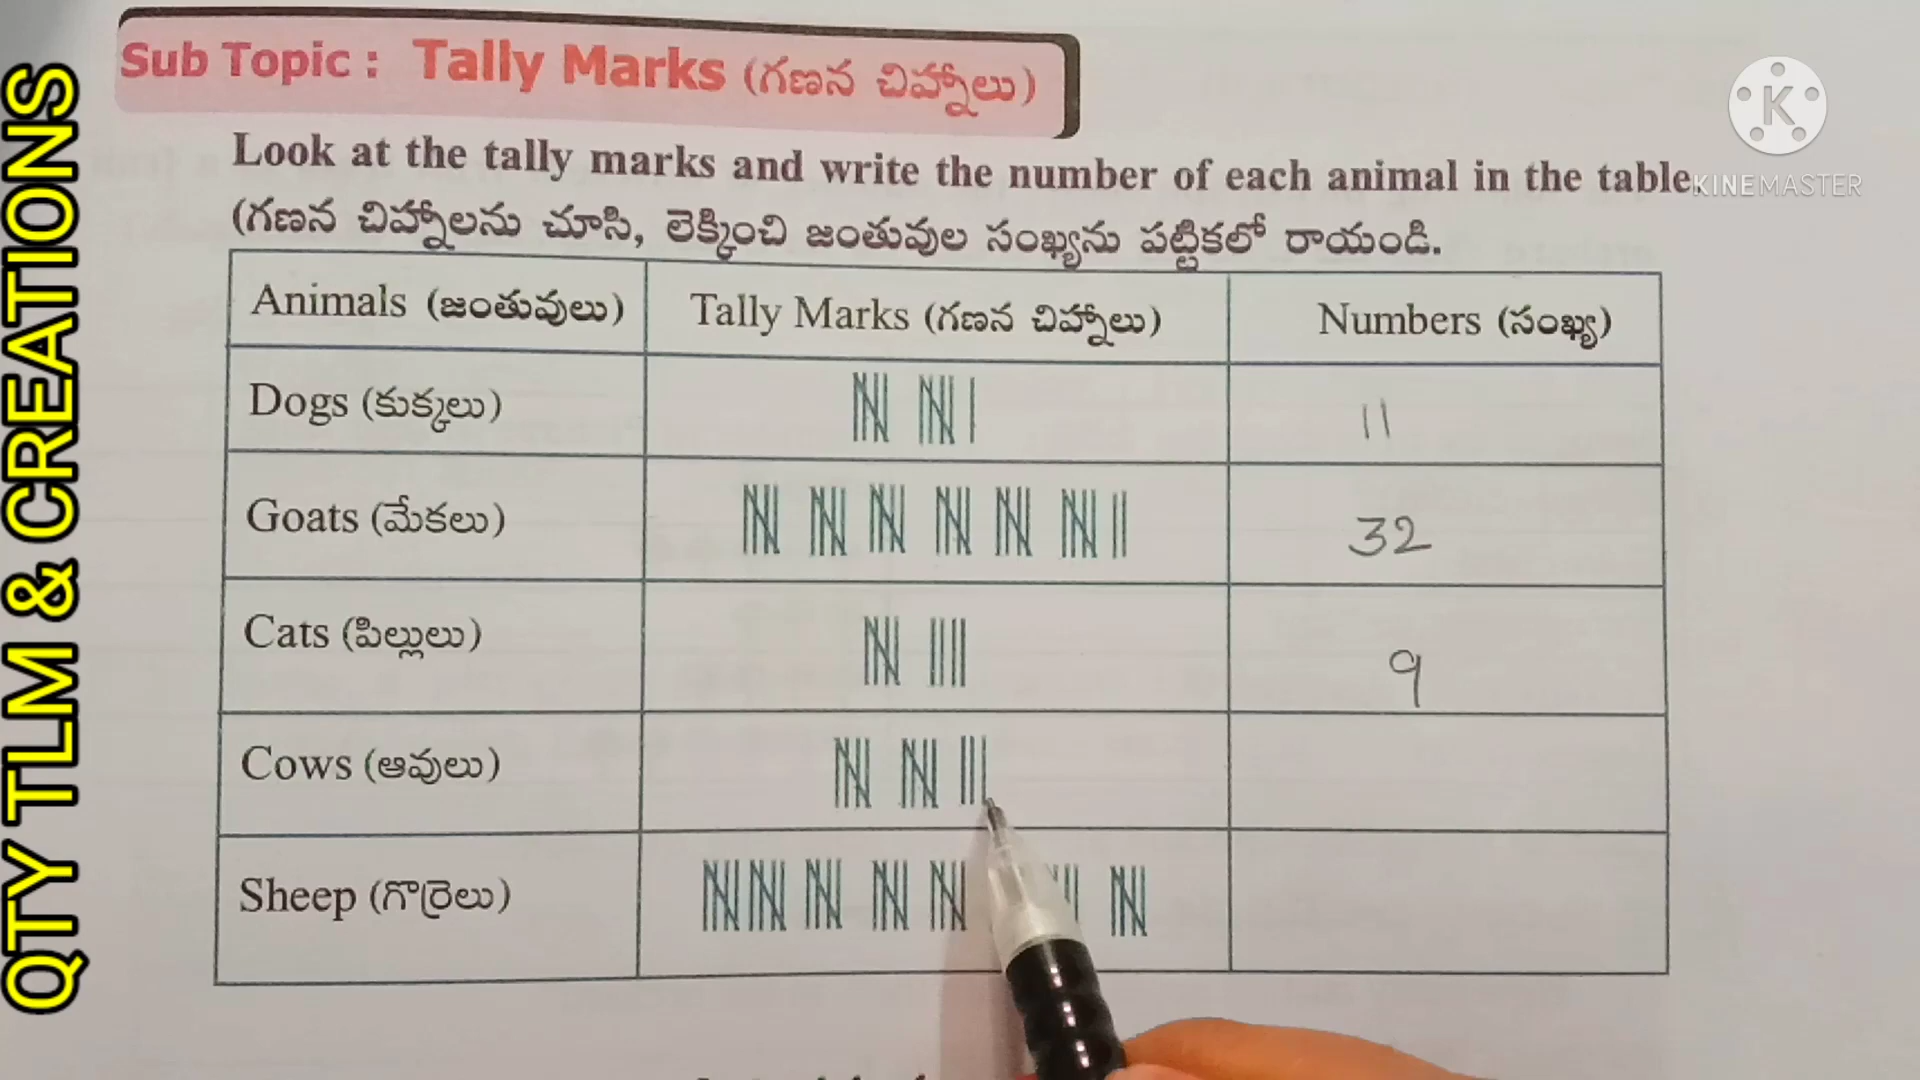 QTY TLM & CREATIONS
Sub Topic : Tally Marks (గణన చిహ్నాలు)
K
KINEMASTER
Look at the tally marks and write the number of each animal in the table
(గణన చిహ్నాలను చూసి, లెక్కించి జంతువుల సంఖ్యను పట్టికలో రాయండి.
Animals (జంతువులు) Tally Marks (గణన చిహ్నాలు) Numbers (సంఖ్య)
Dogs (కుక్కలు) 11
Goats (మేకలు) 32
Cats (పిల్లులు) 9
Cows (ఆవులు)
Sheep (గొర్రెలు)